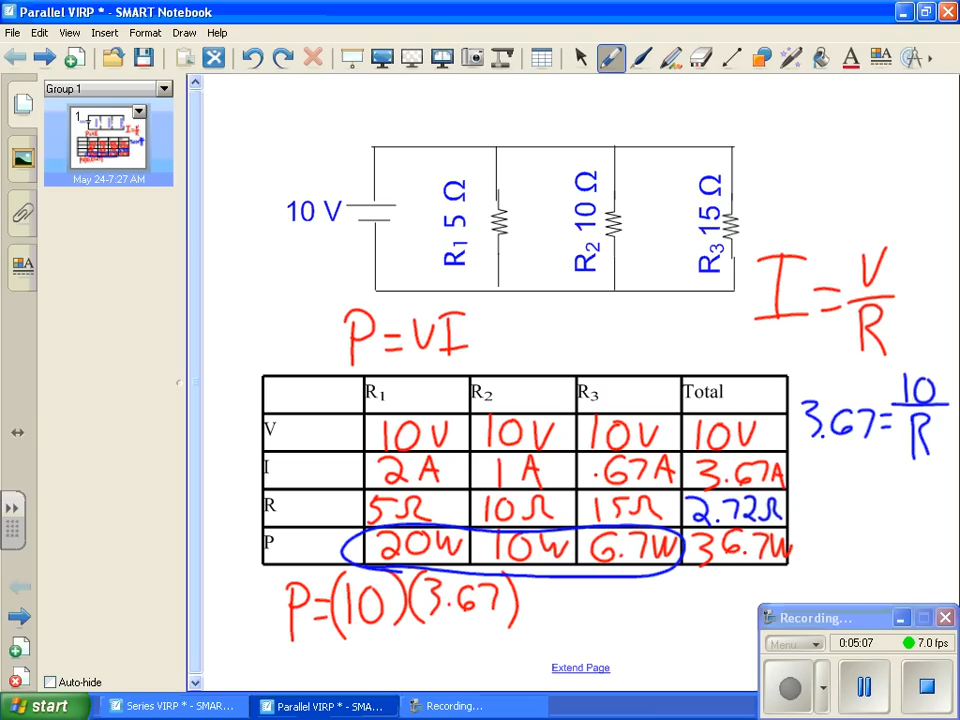 Parallel VIRP * - SMART Notebook
File Edit View Insert Format Draw Help
Group 1
1
May 24-7:27 AM
10 V
R1 5 Ω
R2 10 Ω
R3 15 Ω
I = V/R
P = VI
3.67 = 10/R
R1 R2 R3 Total
V 10V 10V 10V 10V
I 2A 1A .67A 3.67A
R 5Ω 10Ω 15Ω 2.72Ω
P 20W 10W 6.7W 36.7W
P=(10)(3.67)
Extend Page
Auto-hide
Recording...
Menu 0:05:07 7.0 fps
start Series VIRP * - SMAR... Parallel VIRP * - SMA... Recording...